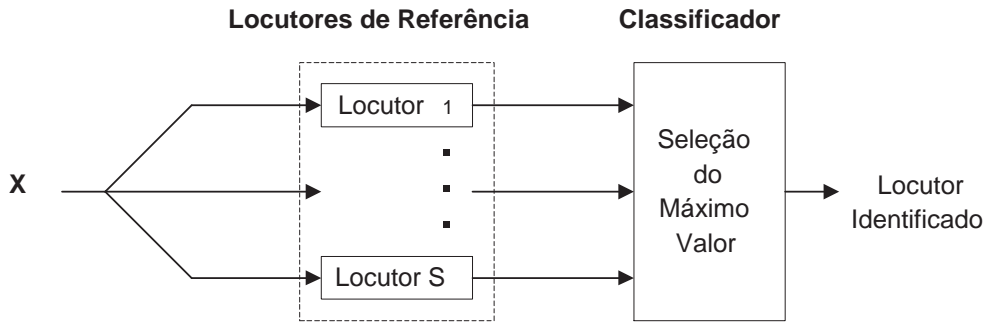 Locutores de Referência
Classificador
Locutor 1
Seleção
do
Máximo
Valor
X
Locutor
Identificado
Locutor S